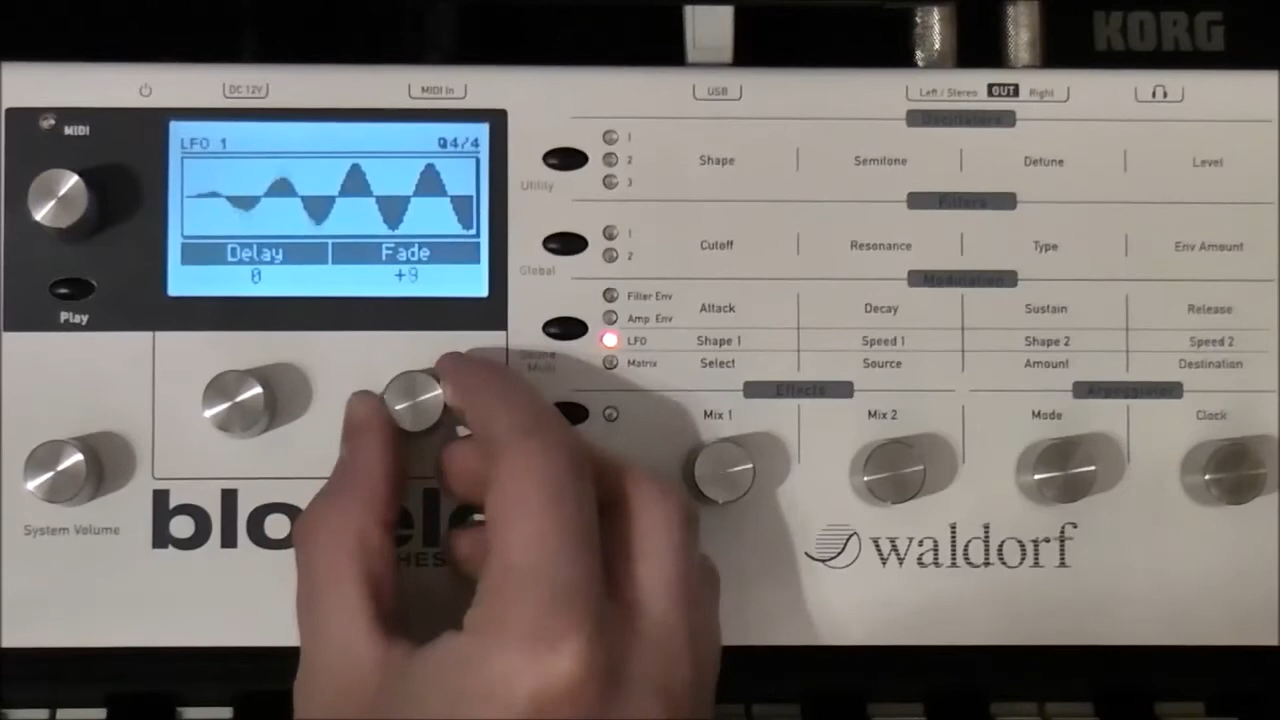 KORG
DC 12V MIDI In USB Left / Stereo OUT Right
MIDI
LFO 1 4/4
Delay Fade
0 +9
Play
System Volume
Oscillators
1
2
3
Utility
Shape Semitone Detune Level
Filters
1
2
Global
Cutoff Resonance Type Env Amount
Modulation
Filter Env
Attack Decay Sustain Release
Amp Env
LFO Shape 1 Speed 1 Shape 2 Speed 2
Sound
Multi
Matrix Select Source Amount Destination
Effects Arpeggiator
Mix 1 Mix 2 Mode Clock
waldorf